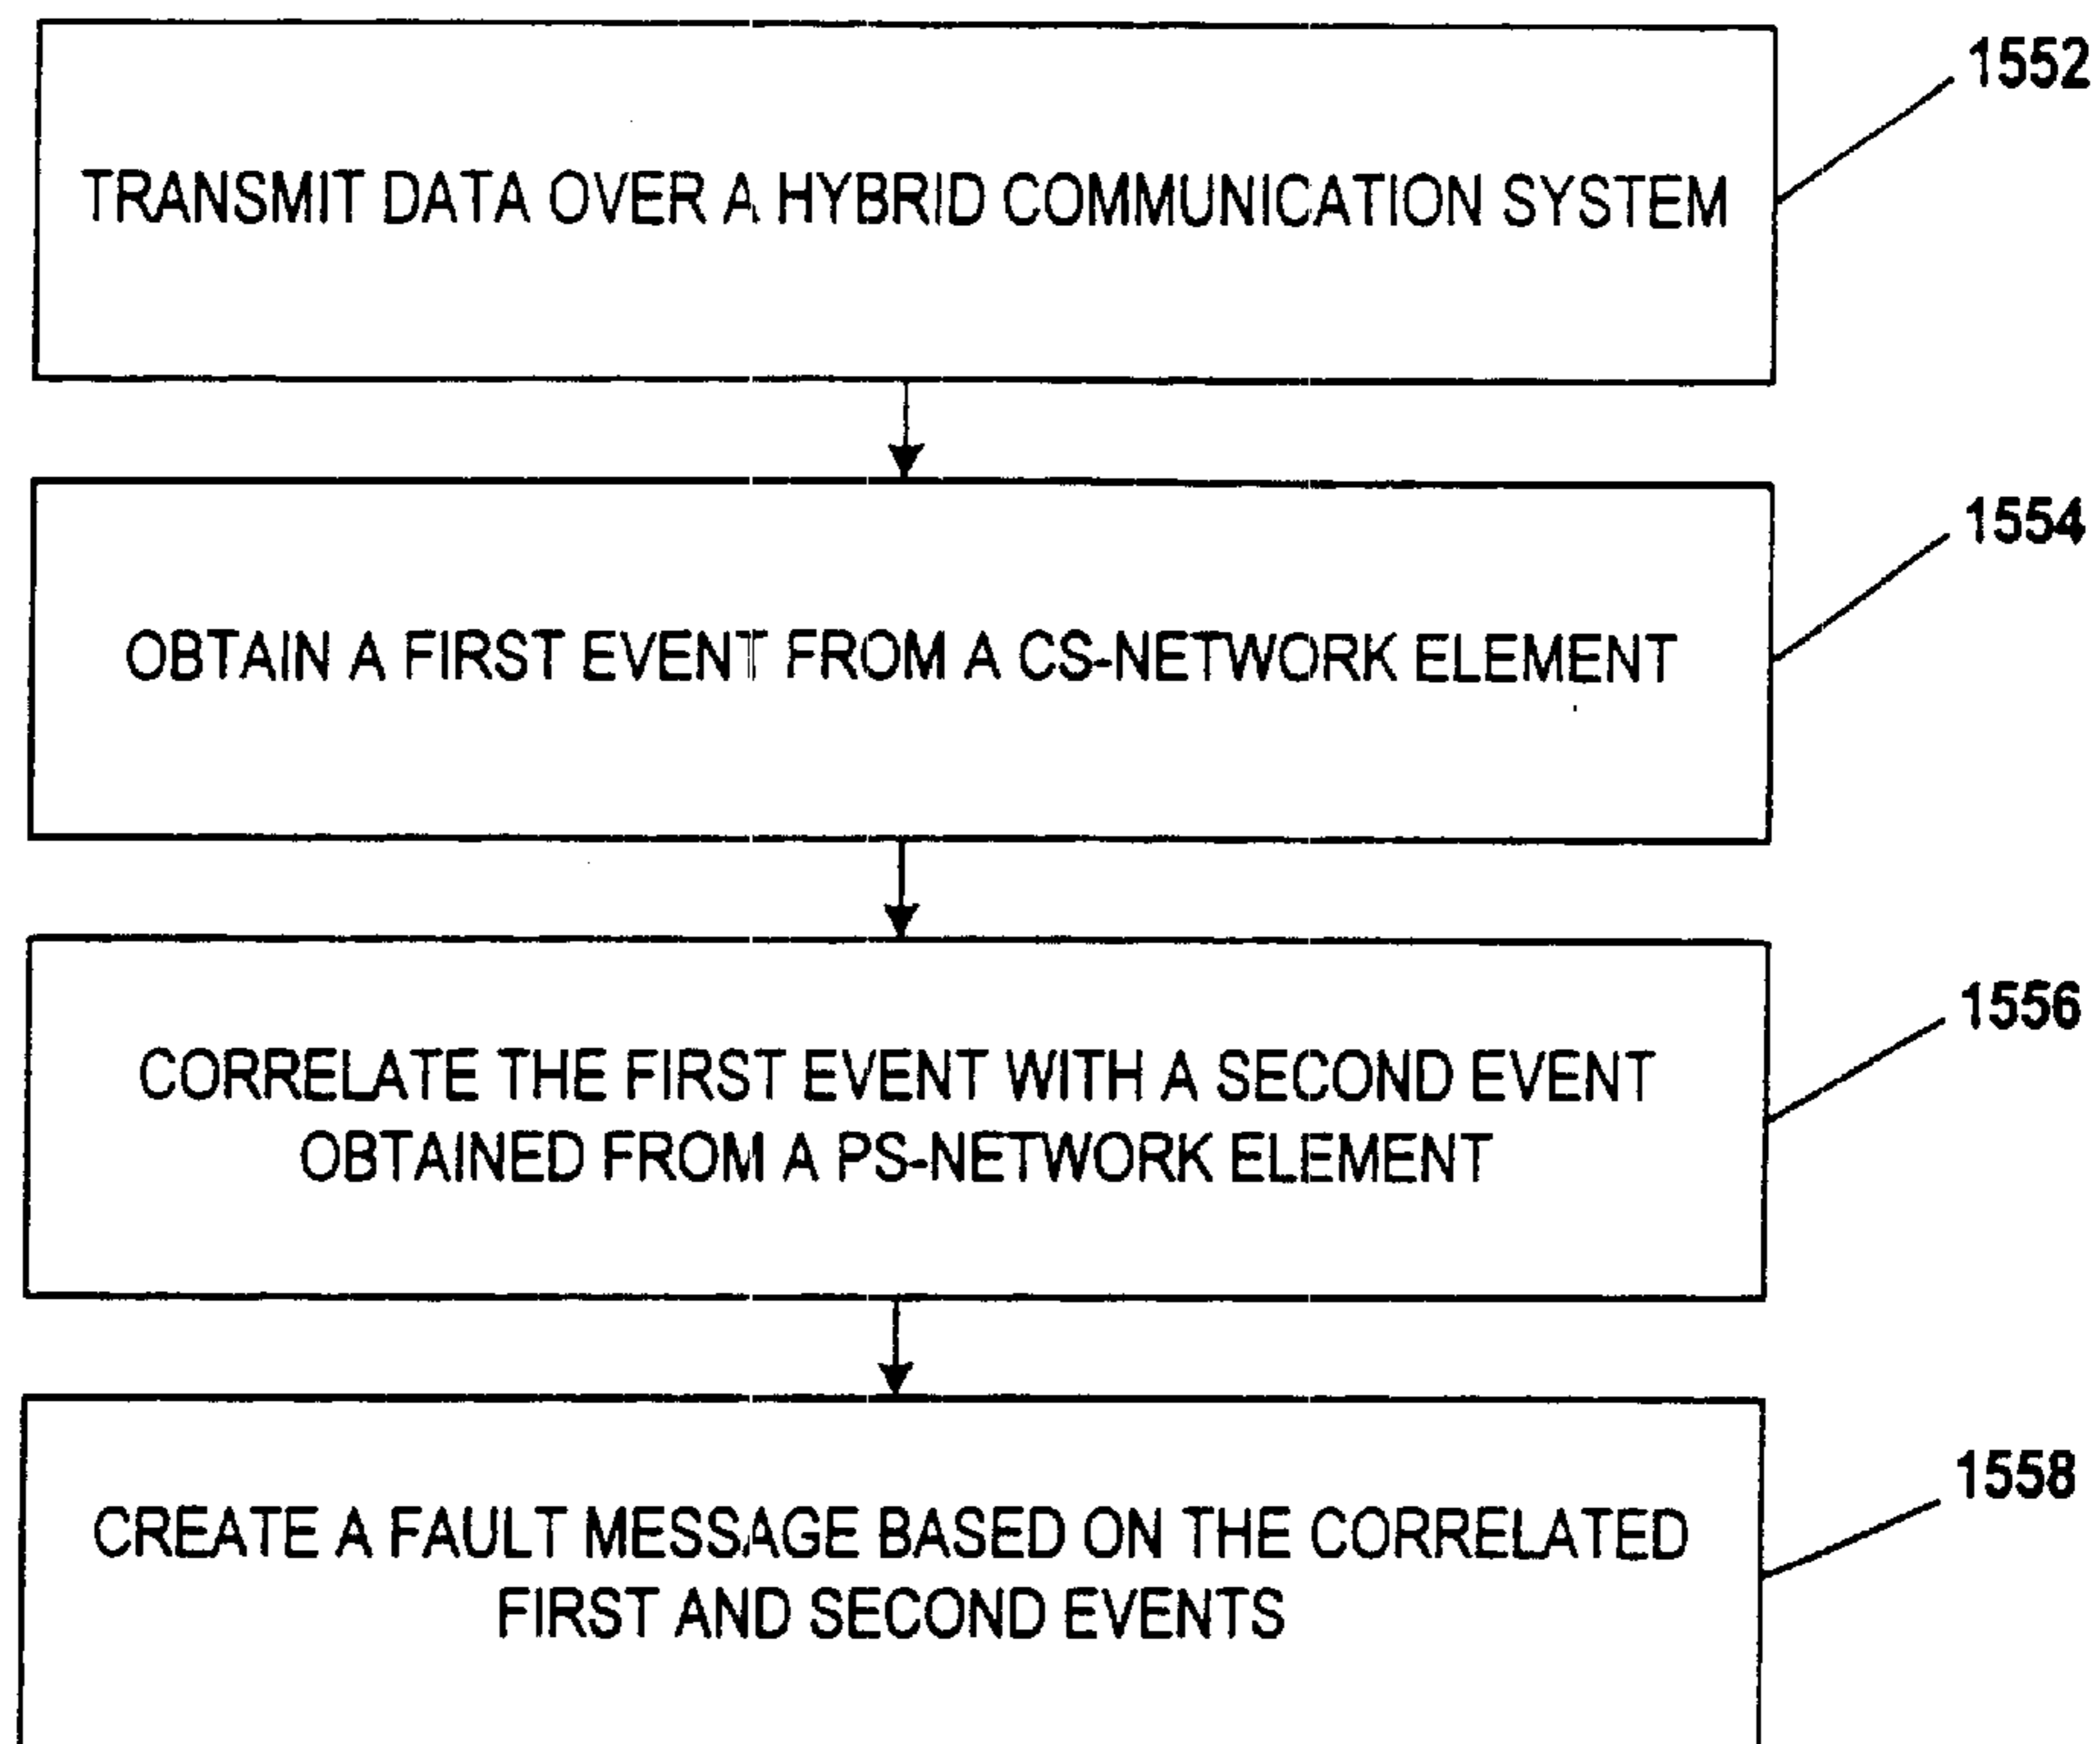 1552
TRANSMIT DATA OVER A HYBRID COMMUNICATION SYSTEM
1554
OBTAIN A FIRST EVENT FROM A CS-NETWORK ELEMENT
1556
CORRELATE THE FIRST EVENT WITH A SECOND EVENT
OBTAINED FROM A PS-NETWORK ELEMENT
1558
CREATE A FAULT MESSAGE BASED ON THE CORRELATED
FIRST AND SECOND EVENTS